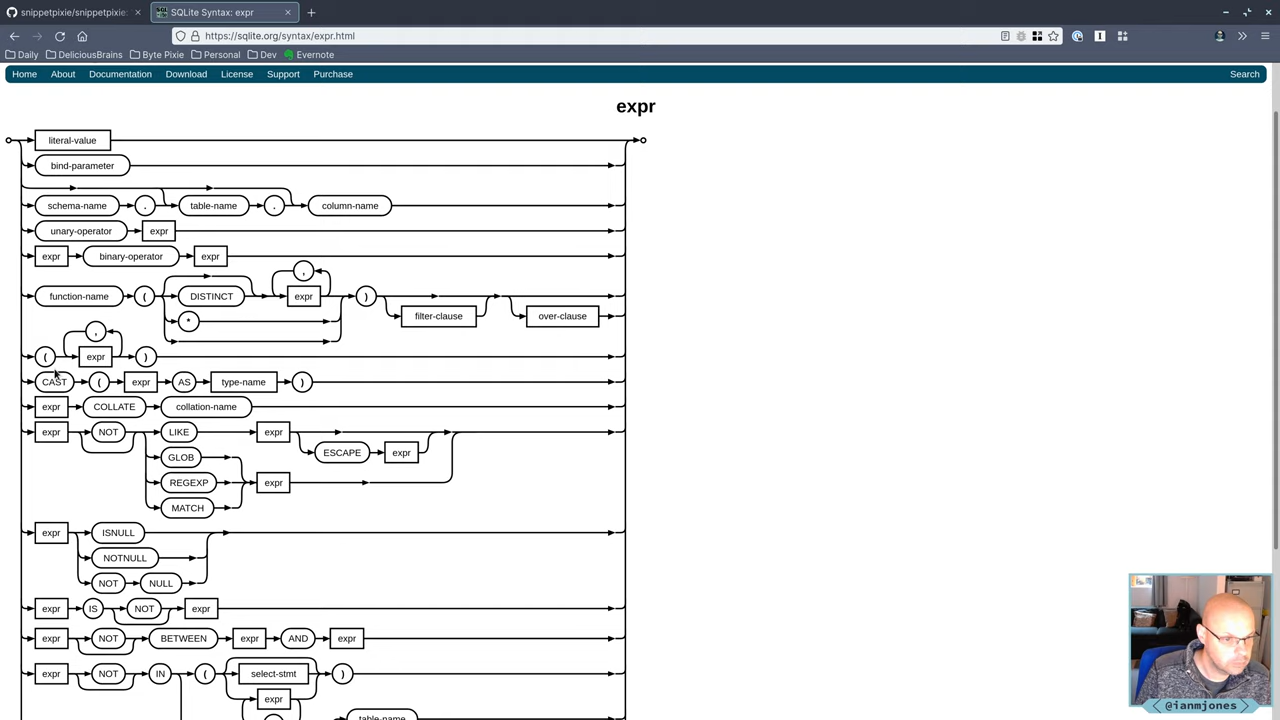 snippetpixie/snippetpixie: × SQLite Syntax: expr × +
https://sqlite.org/syntax/expr.html
Daily DeliciousBrains Byte Pixie Personal Dev Evernote
Home About Documentation Download License Support Purchase Search
expr
literal-value
bind-parameter
schema-name . table-name . column-name
unary-operator expr
expr binary-operator expr
,
function-name ( DISTINCT expr )
filter-clause over-clause
*
,
( expr )
CAST ( expr AS type-name )
expr COLLATE collation-name
expr NOT LIKE expr
ESCAPE expr
GLOB
REGEXP expr
MATCH
expr ISNULL
NOTNULL
NOT NULL
expr IS NOT expr
expr NOT BETWEEN expr AND expr
expr NOT IN ( select-stmt )
expr
table-name
@ianmjones